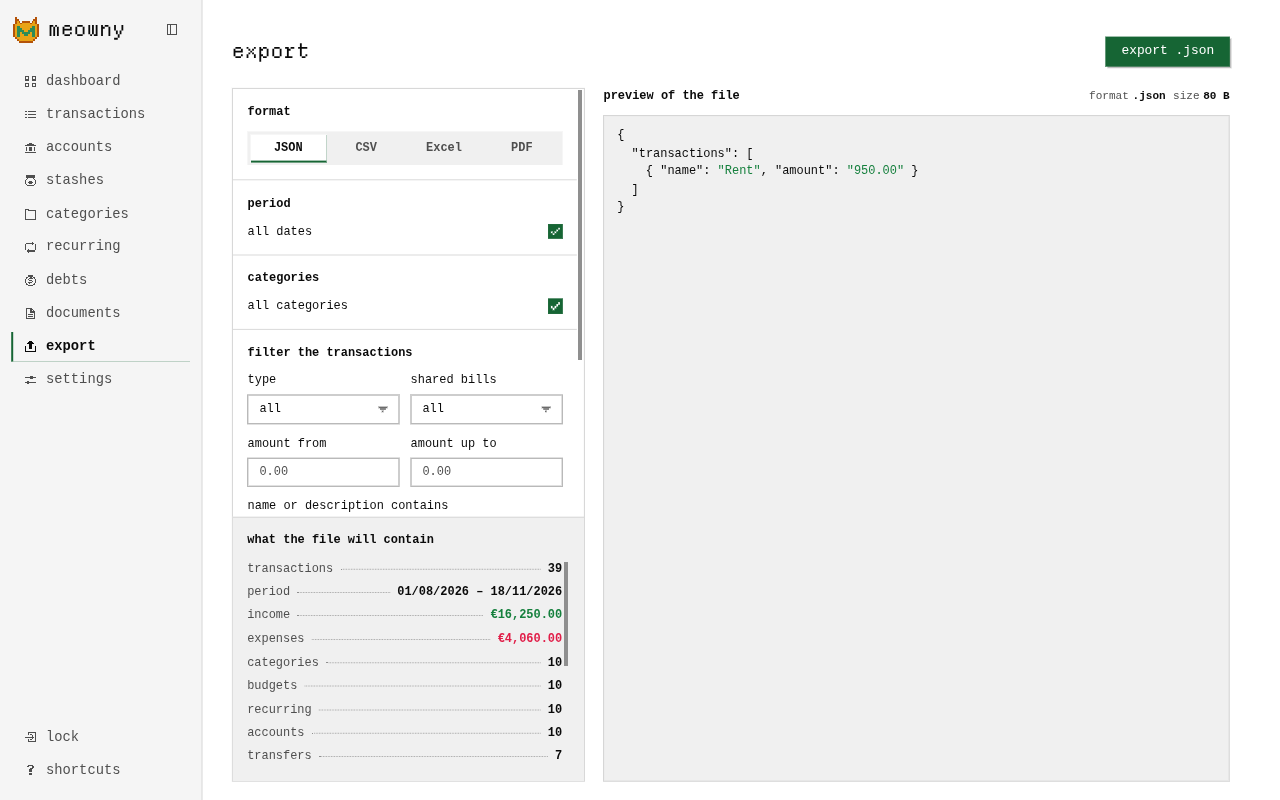 meowny
dashboard
transactions
accounts
stashes
categories
recurring
debts
documents
export
settings
lock
? shortcuts
export
export .json
format
JSON CSV Excel PDF
period
all dates
categories
all categories
filter the transactions
type shared bills
all all
amount from amount up to
0.00 0.00
name or description contains
what the file will contain
transactions 39
period 01/08/2026 – 18/11/2026
income €16,250.00
expenses €4,060.00
categories 10
budgets 10
recurring 10
accounts 10
transfers 7
preview of the file format .json size 80 B
{
"transactions": [
{ "name": "Rent", "amount": "950.00" }
]
}